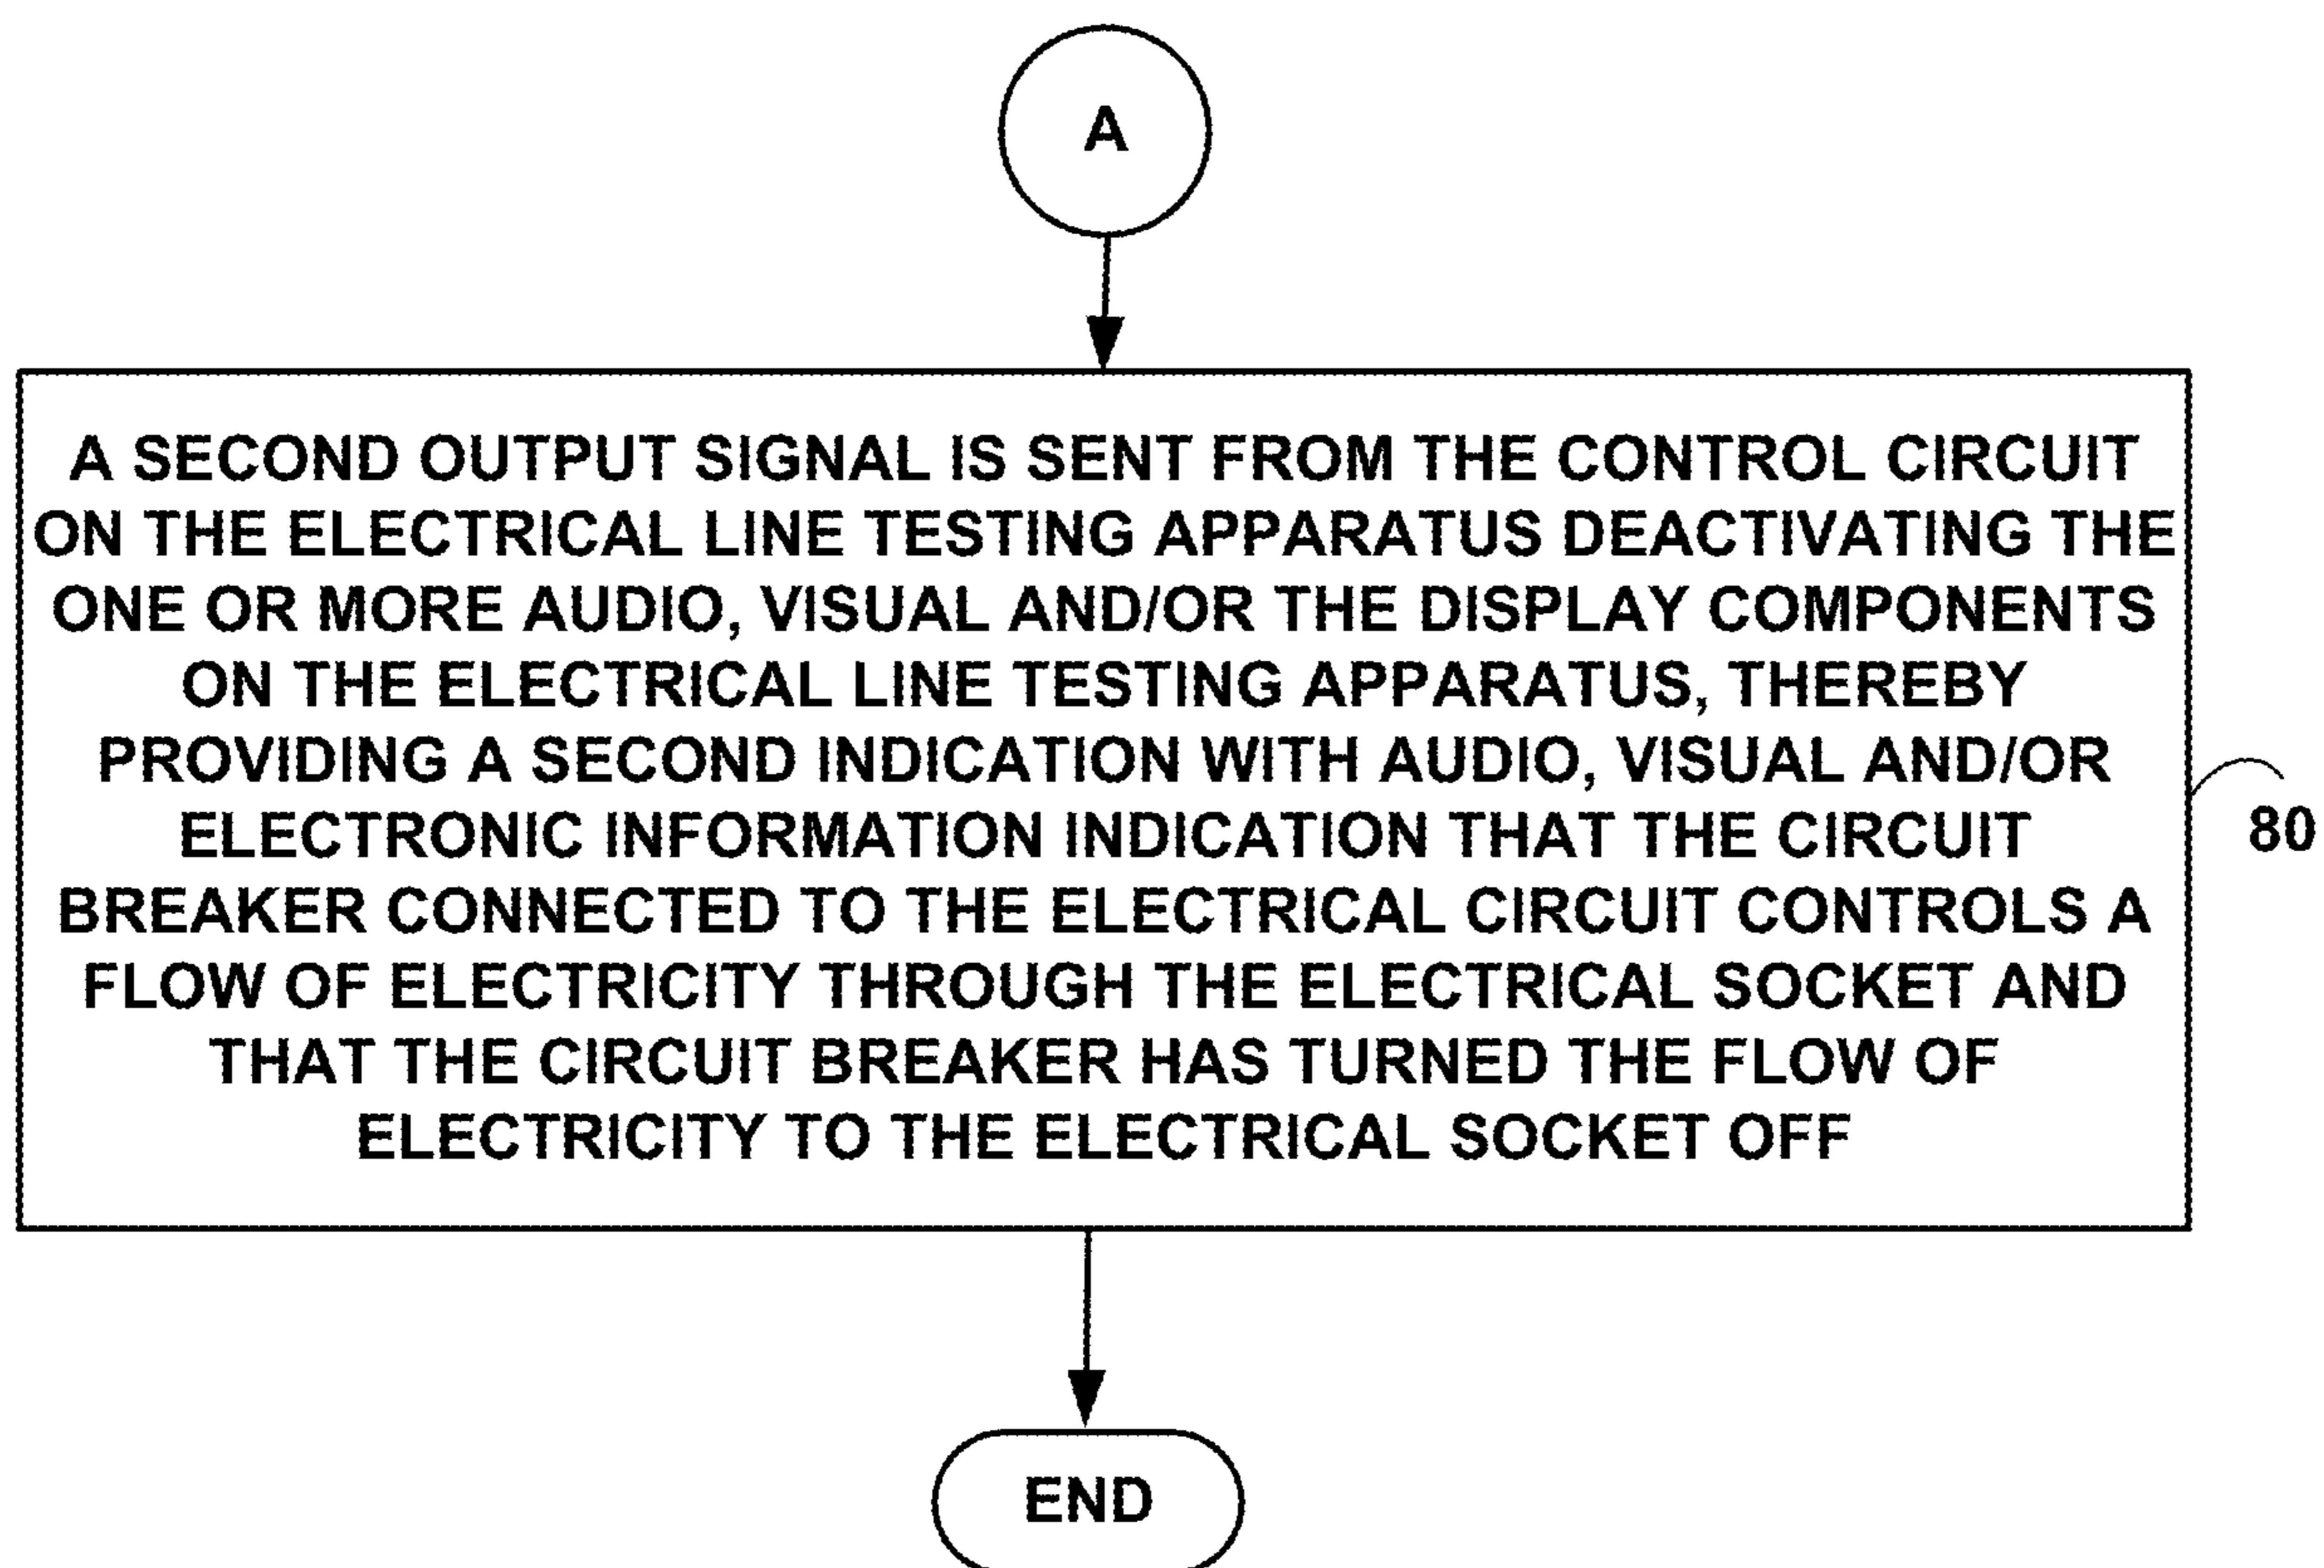 A
A SECOND OUTPUT SIGNAL IS SENT FROM THE CONTROL CIRCUIT
ON THE ELECTRICAL LINE TESTING APPARATUS DEACTIVATING THE
ONE OR MORE AUDIO, VISUAL AND/OR THE DISPLAY COMPONENTS
ON THE ELECTRICAL LINE TESTING APPARATUS, THEREBY
PROVIDING A SECOND INDICATION WITH AUDIO, VISUAL AND/OR
ELECTRONIC INFORMATION INDICATION THAT THE CIRCUIT
BREAKER CONNECTED TO THE ELECTRICAL CIRCUIT CONTROLS A
FLOW OF ELECTRICITY THROUGH THE ELECTRICAL SOCKET AND
THAT THE CIRCUIT BREAKER HAS TURNED THE FLOW OF
ELECTRICITY TO THE ELECTRICAL SOCKET OFF
80
END